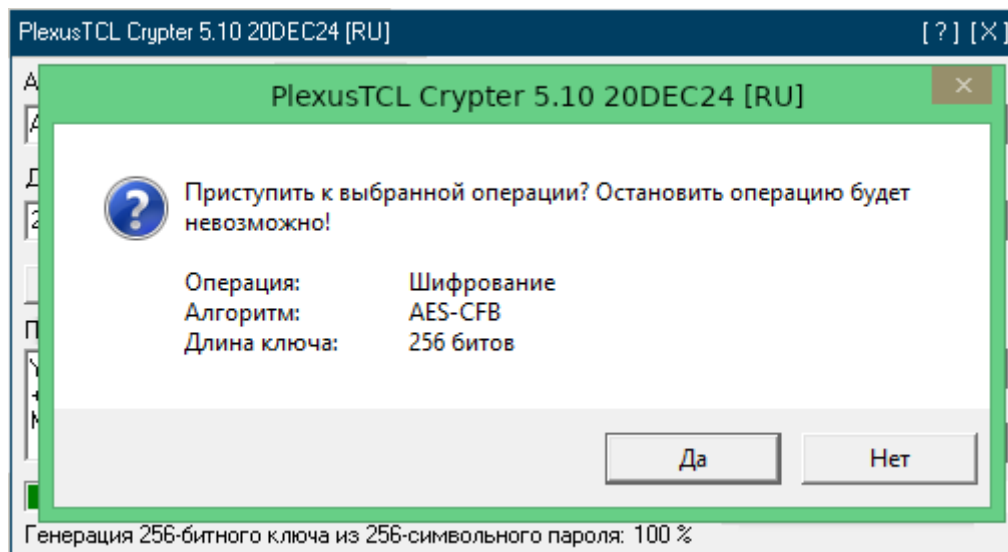 PlexusTCL Crypter 5.10 20DEC24 [RU] [?] [X]
PlexusTCL Crypter 5.10 20DEC24 [RU]
Приступить к выбранной операции? Остановить операцию будет
невозможно!
Операция: Шифрование
Алгоритм: AES-CFB
Длина ключа: 256 битов
Да Нет
Генерация 256-битного ключа из 256-символьного пароля: 100 %